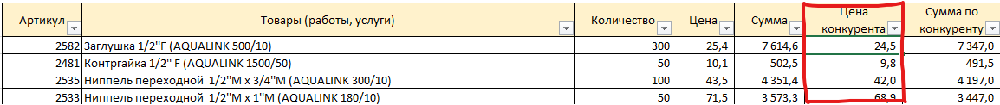 Артикул Товары (работы, услуги) Количество Цена Сумма Цена конкурента Сумма по конкуренту
2582 Заглушка 1/2"F (AQUALINK 500/10) 300 25,4 7 614,6 24,5 7 347,0
2481 Контргайка 1/2" F (AQUALINK 1500/50) 50 10,1 502,5 9,8 491,5
2535 Ниппель переходной 1/2"М х 3/4"М (AQUALINK 300/10) 100 43,5 4 351,4 42,0 4 197,0
2533 Ниппель переходной 1/2"М х 1"М (AQUALINK 180/10) 50 71,5 3 573,3 68,9 3 447,0